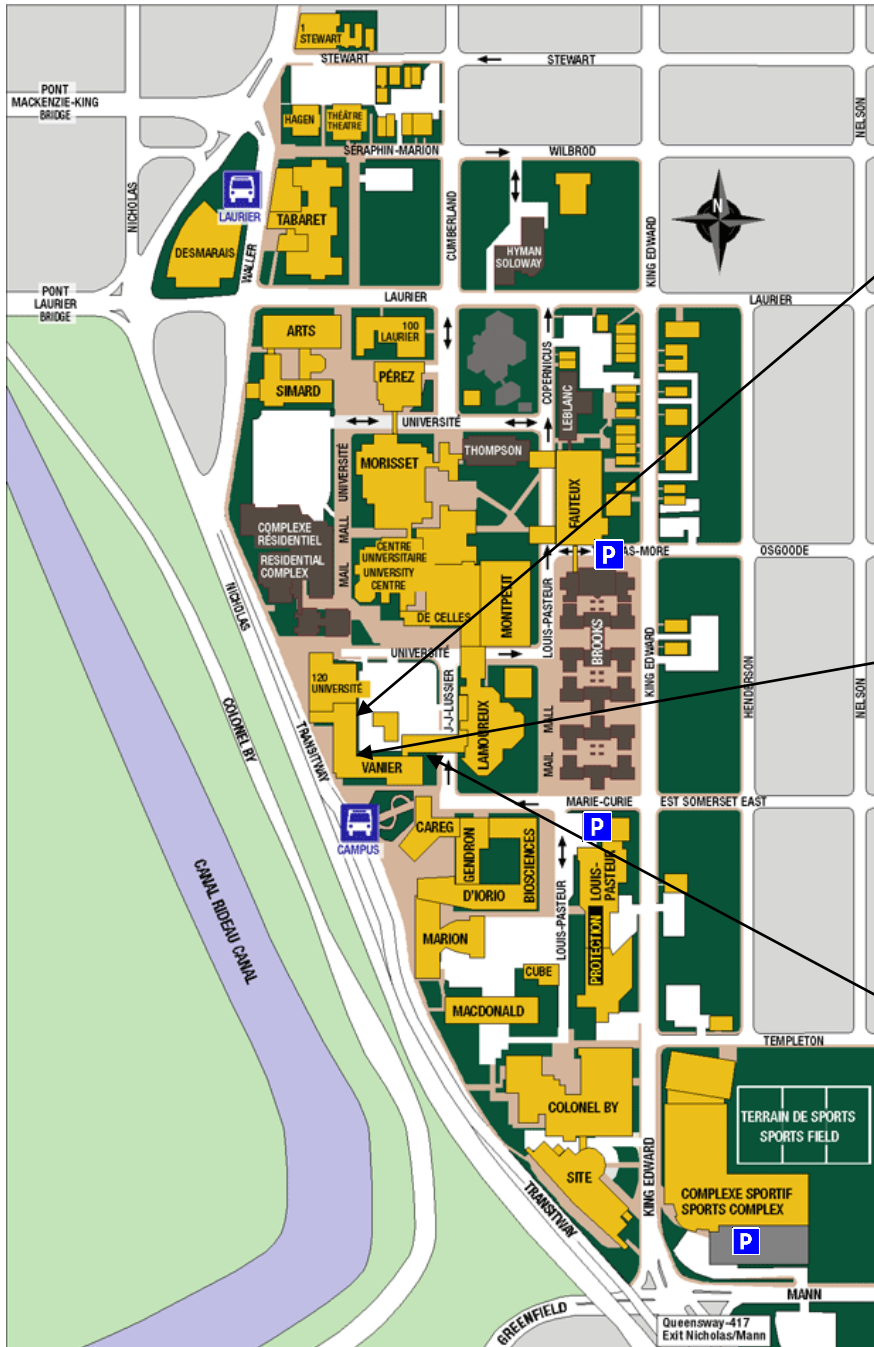 1
STEWART
STEWART
STEWART
PONT
MACKENZIE-KING
BRIDGE
HAGEN
THÉÂTRE
THEATRE
NELSON
SÉRAPHIN-MARION
WILBROD
NICHOLAS
LAURIER
TABARET
CUMBERLAND
KING EDWARD
N
DESMARAIS
WALLER
HYMAN
SOLOWAY
PONT
LAURIER
BRIDGE
LAURIER
LAURIER
ARTS
100
LAURIER
COPERNICUS
PÉREZ
SIMARD
LEBLANC
UNIVERSITÉ
THOMPSON
MORISSET
UNIVERSITÉ
FAUTEUX
COMPLEXE
RÉSIDENTIEL
RESIDENTIAL
COMPLEX
MALL
MAIL
CENTRE
UNIVERSITAIRE
UNIVERSITY
CENTRE
P
AS-MORE
OSGOODE
NICHOLAS
DE CELLES
MONTPETIT
LOUIS-PASTEUR
BROOKS
UNIVERSITÉ
KING EDWARD
HENDERSON
NELSON
120
UNIVERSITÉ
J-J-LUSSIER
LAMOUREUX
MALL
MAIL
COLONEL BY
TRANSITWAY
VANIER
MARIE-CURIE
EST SOMERSET EAST
CAMPUS
CAREG
P
GENDRON
BIOSCIENCES
LOUIS-
PASTEUR
D'IORIO
LOUIS-PASTEUR
CANAL RIDEAU CANAL
MARION
PROTECTION
CUBE
MACDONALD
TEMPLETON
COLONEL BY
TERRAIN DE SPORTS
SPORTS FIELD
SITE
KING EDWARD
TRANSITWAY
COMPLEXE SPORTIF
SPORTS COMPLEX
P
MANN
GREENFIELD
Queensway-417
Exit Nicholas/Mann